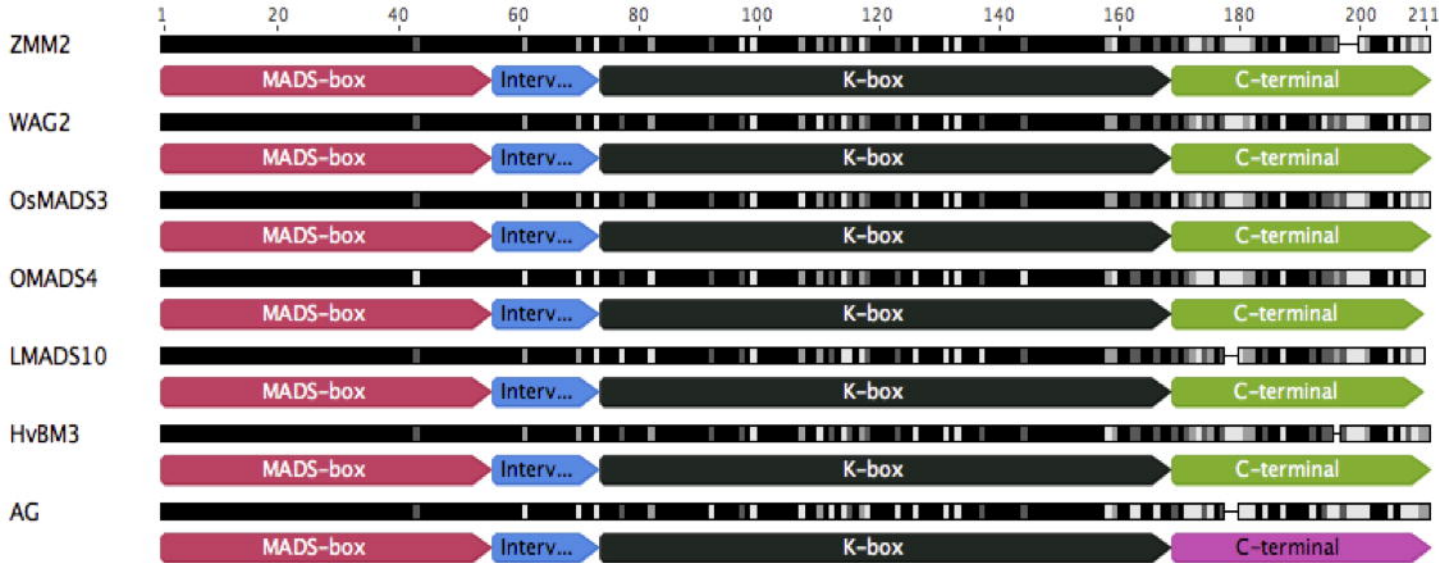 1 20 40 60 80 100 120 140 160 180 200 211
ZMM2
MADS-box Interv... K-box C-terminal
WAG2
MADS-box Interv... K-box C-terminal
OsMADS3
MADS-box Interv... K-box C-terminal
OMADS4
MADS-box Interv... K-box C-terminal
LMADS10
MADS-box Interv... K-box C-terminal
HvBM3
MADS-box Interv... K-box C-terminal
AG
MADS-box Interv... K-box C-terminal